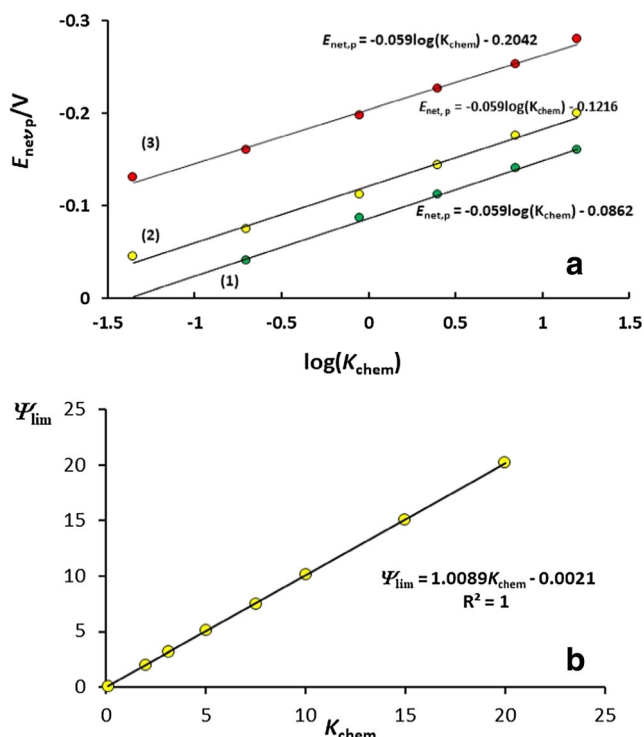 -0.3
E_net,p = -0.059log(K_chem) - 0.2042
-0.2
E_net, p = -0.059log(K_chem) - 0.1216
E_net,p/V
(3)
-0.1
E_net,p = -0.059log(K_chem) - 0.0862
(2)
(1)
a
0
-1.5 -1 -0.5 0 0.5 1 1.5
log(K_chem)
Ψ_lim
25
20
15
10
Ψ_lim = 1.0089K_chem - 0.0021
R² = 1
5
b
0
0 5 10 15 20 25
K_chem